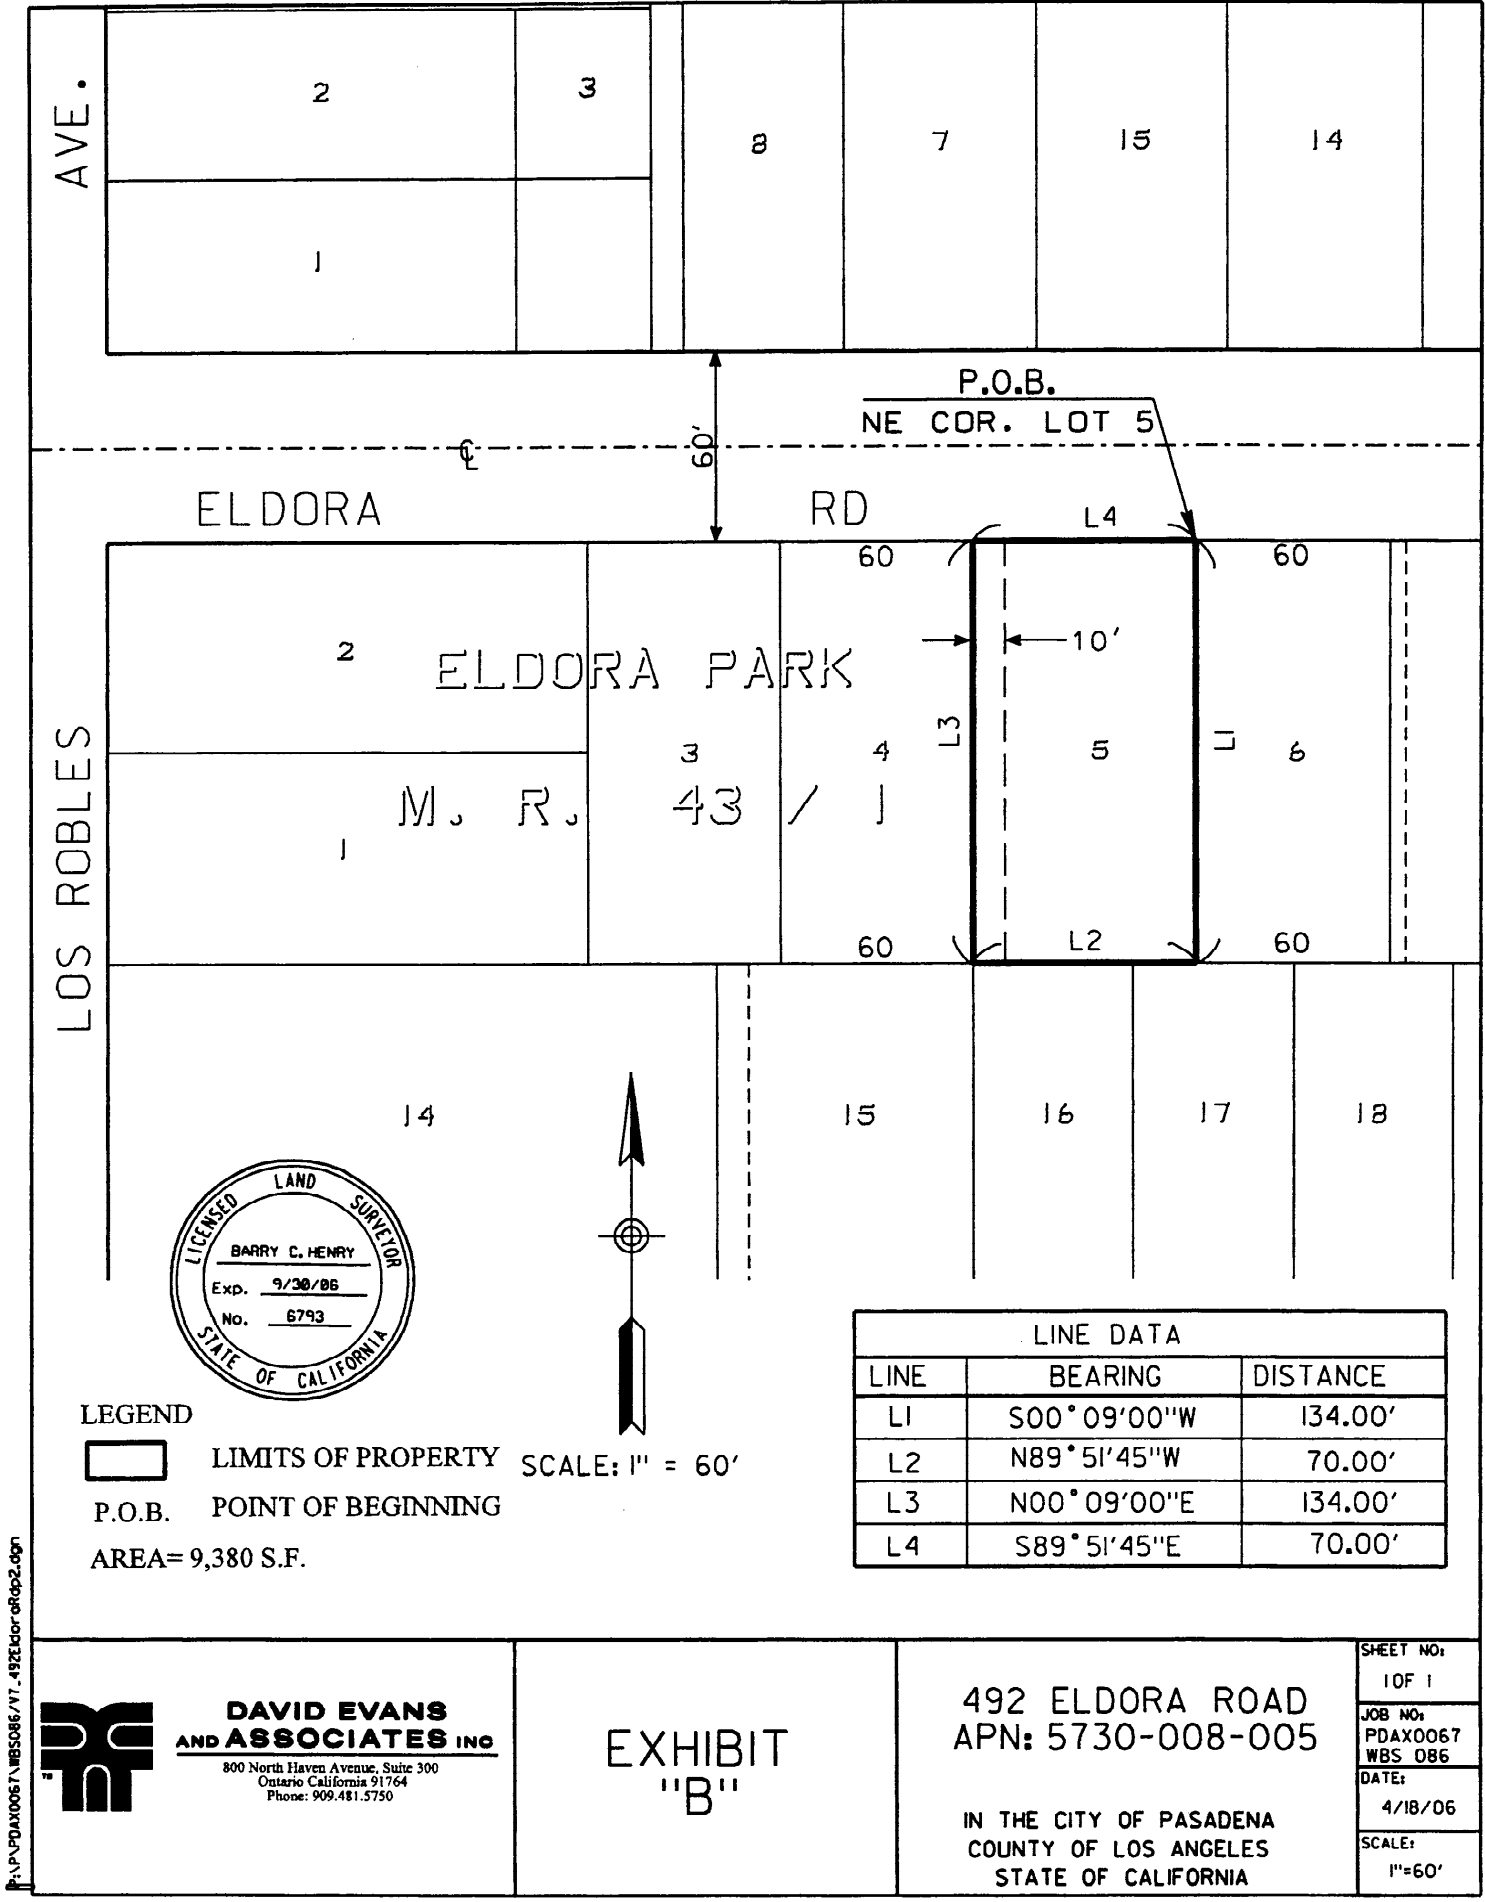 AVE.
2
3
8
7
15
14
1
P.O.B.
NE COR. LOT 5
℄
60'
ELDORA RD
L4
60
60
10'
2
ELDORA PARK
L3
L1
3
4
5
6
M. R. 43 / 1
LOS ROBLES
1
60
L2
60
14
15
16
17
18
LICENSED LAND SURVEYOR
BARRY C. HENRY
Exp. 9/30/06
No. 6793
STATE OF CALIFORNIA
LINE DATA
LINE BEARING DISTANCE
L1 S00°09'00"W 134.00'
L2 N89°51'45"W 70.00'
L3 N00°09'00"E 134.00'
L4 S89°51'45"E 70.00'
LEGEND
LIMITS OF PROPERTY
SCALE: 1" = 60'
P.O.B. POINT OF BEGINNING
AREA= 9,380 S.F.
P:\P\PDAX0067\WBS086/V7_492EldoraRdp2.dgn
TM
DAVID EVANS
AND ASSOCIATES INC
800 North Haven Avenue, Suite 300
Ontario California 91764
Phone: 909.481.5750
EXHIBIT
"B"
492 ELDORA ROAD
APN: 5730-008-005
IN THE CITY OF PASADENA
COUNTY OF LOS ANGELES
STATE OF CALIFORNIA
SHEET NO:
1 OF 1
JOB NO:
PDAX0067
WBS 086
DATE:
4/18/06
SCALE:
1"=60'